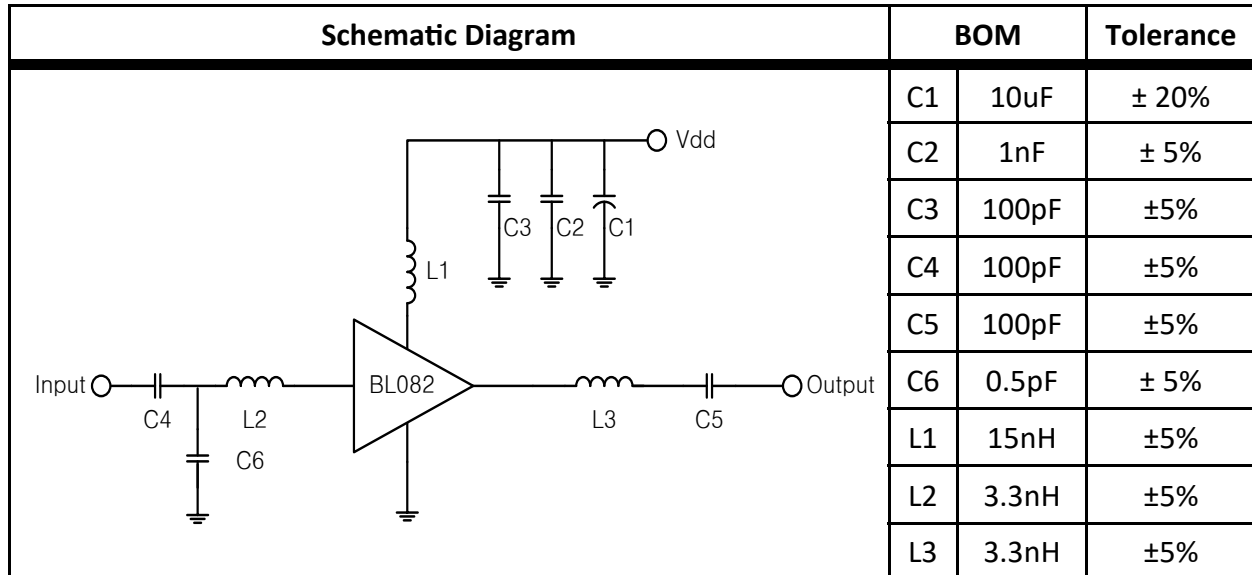 Schematic Diagram BOM Tolerance
C1 10uF ± 20%
Vdd
C2 1nF ± 5%
C3 100pF ±5%
C3 C2 C1
L1
C4 100pF ±5%
C5 100pF ±5%
Input BL082 Output
C4 L2 L3 C5
C6 0.5pF ± 5%
C6
L1 15nH ±5%
L2 3.3nH ±5%
L3 3.3nH ±5%